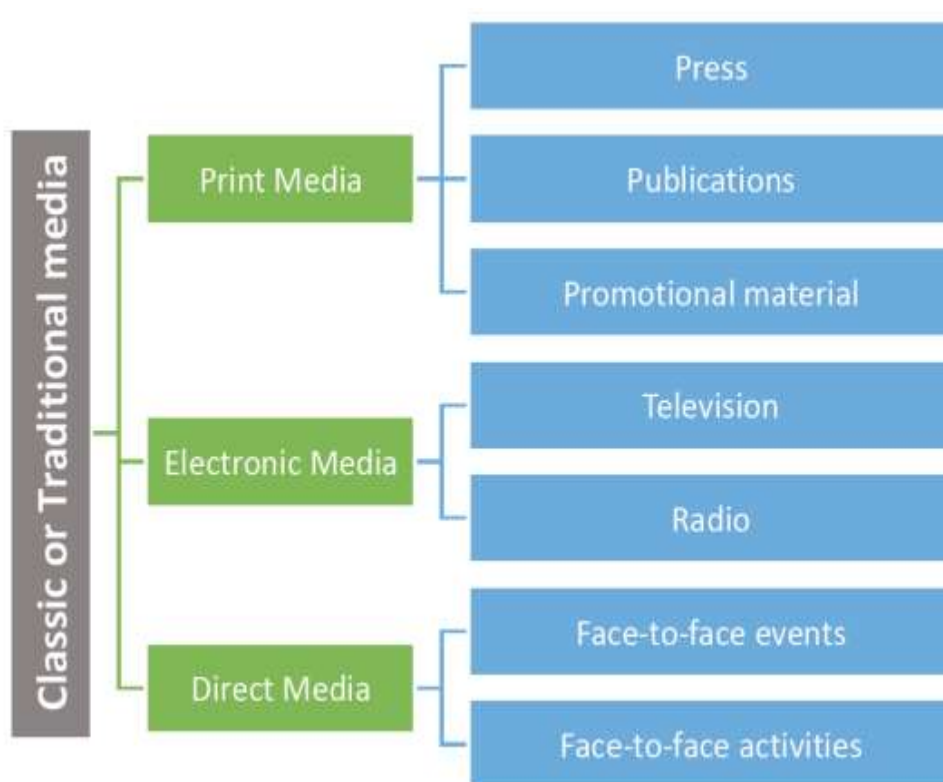 Classic or Traditional media
Print Media
Press
Publications
Promotional material
Electronic Media
Television
Radio
Direct Media
Face-to-face events
Face-to-face activities